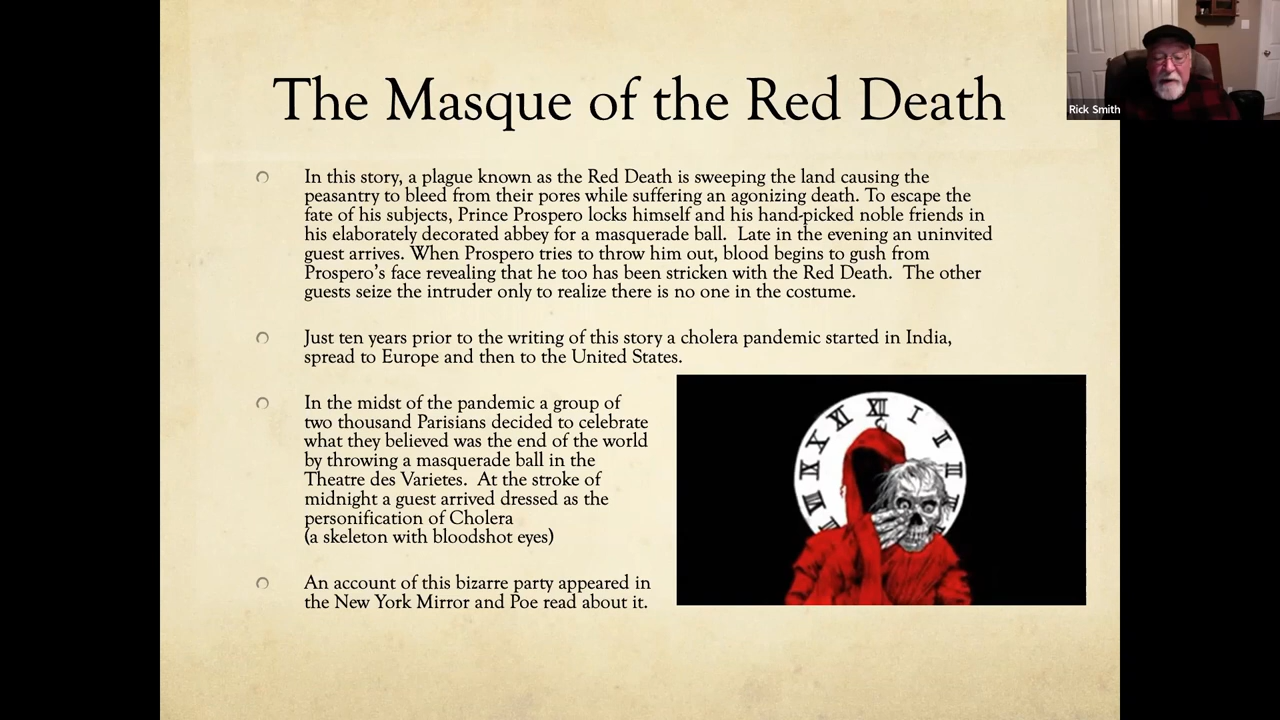 The Masque of the Red Death
Rick Smith
In this story, a plague known as the Red Death is sweeping the land causing the
peasantry to bleed from their pores while suffering an agonizing death. To escape the
fate of his subjects, Prince Prospero locks himself and his hand-picked noble friends in
his elaborately decorated abbey for a masquerade ball. Late in the evening an uninvited
guest arrives. When Prospero tries to throw him out, blood begins to gush from
Prospero's face revealing that he too has been stricken with the Red Death. The other
guests seize the intruder only to realize there is no one in the costume.
Just ten years prior to the writing of this story a cholera pandemic started in India,
spread to Europe and then to the United States.
In the midst of the pandemic a group of
two thousand Parisians decided to celebrate
what they believed was the end of the world
by throwing a masquerade ball in the
Theatre des Varietes. At the stroke of
midnight a guest arrived dressed as the
personification of Cholera
(a skeleton with bloodshot eyes)
An account of this bizarre party appeared in
the New York Mirror and Poe read about it.
XII
I
II
III
X
XI